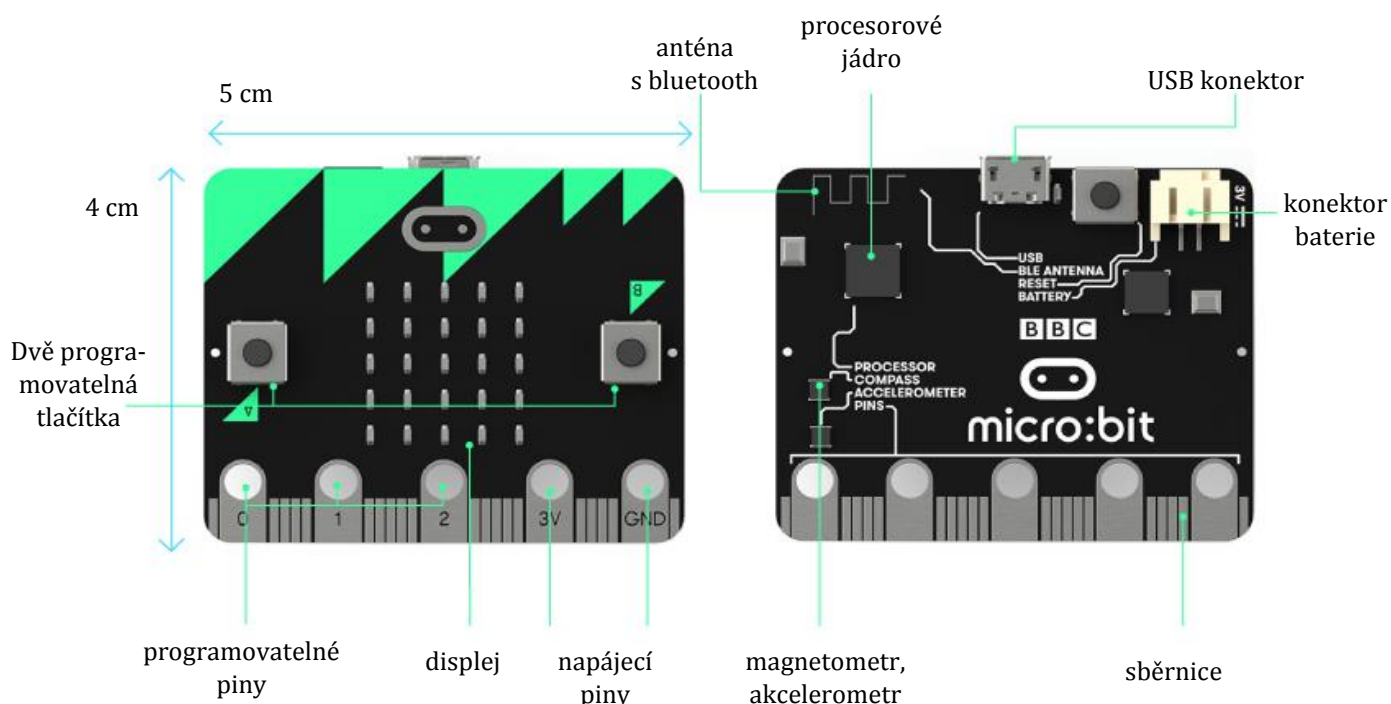 procesorové
jádro
anténa
s bluetooth
USB konektor
5 cm
4 cm
konektor
baterie
3V
USB
BLE ANTENNA
RESET
BATTERY
B
BBC
Dvě progra-
movatelná
tlačítka
A
PROCESSOR
COMPASS
ACCELEROMETER
PINS
micro:bit
0
1
2
3V
GND
programovatelné
piny
displej
napájecí
piny
magnetometr,
akcelerometr
sběrnice